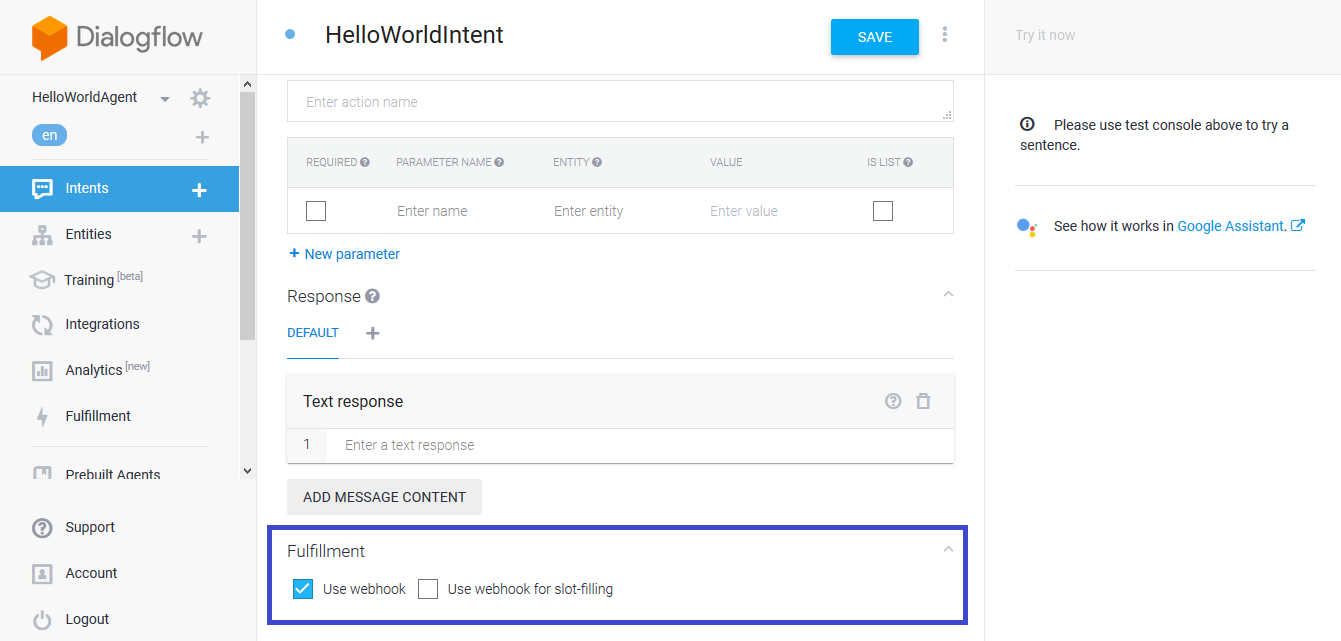 Dialogflow
HelloWorldAgent
en
Intents
Entities
Training [beta]
Integrations
Analytics [new]
Fulfillment
Prebuilt Agents
Support
Account
Logout
HelloWorldIntent
SAVE
Enter action name
REQUIRED PARAMETER NAME ENTITY VALUE IS LIST
Enter name Enter entity Enter value
+ New parameter
Response
DEFAULT +
Text response
1 Enter a text response
ADD MESSAGE CONTENT
Fulfillment
Use webhook Use webhook for slot-filling
Try it now
Please use test console above to try a
sentence.
See how it works in Google Assistant.